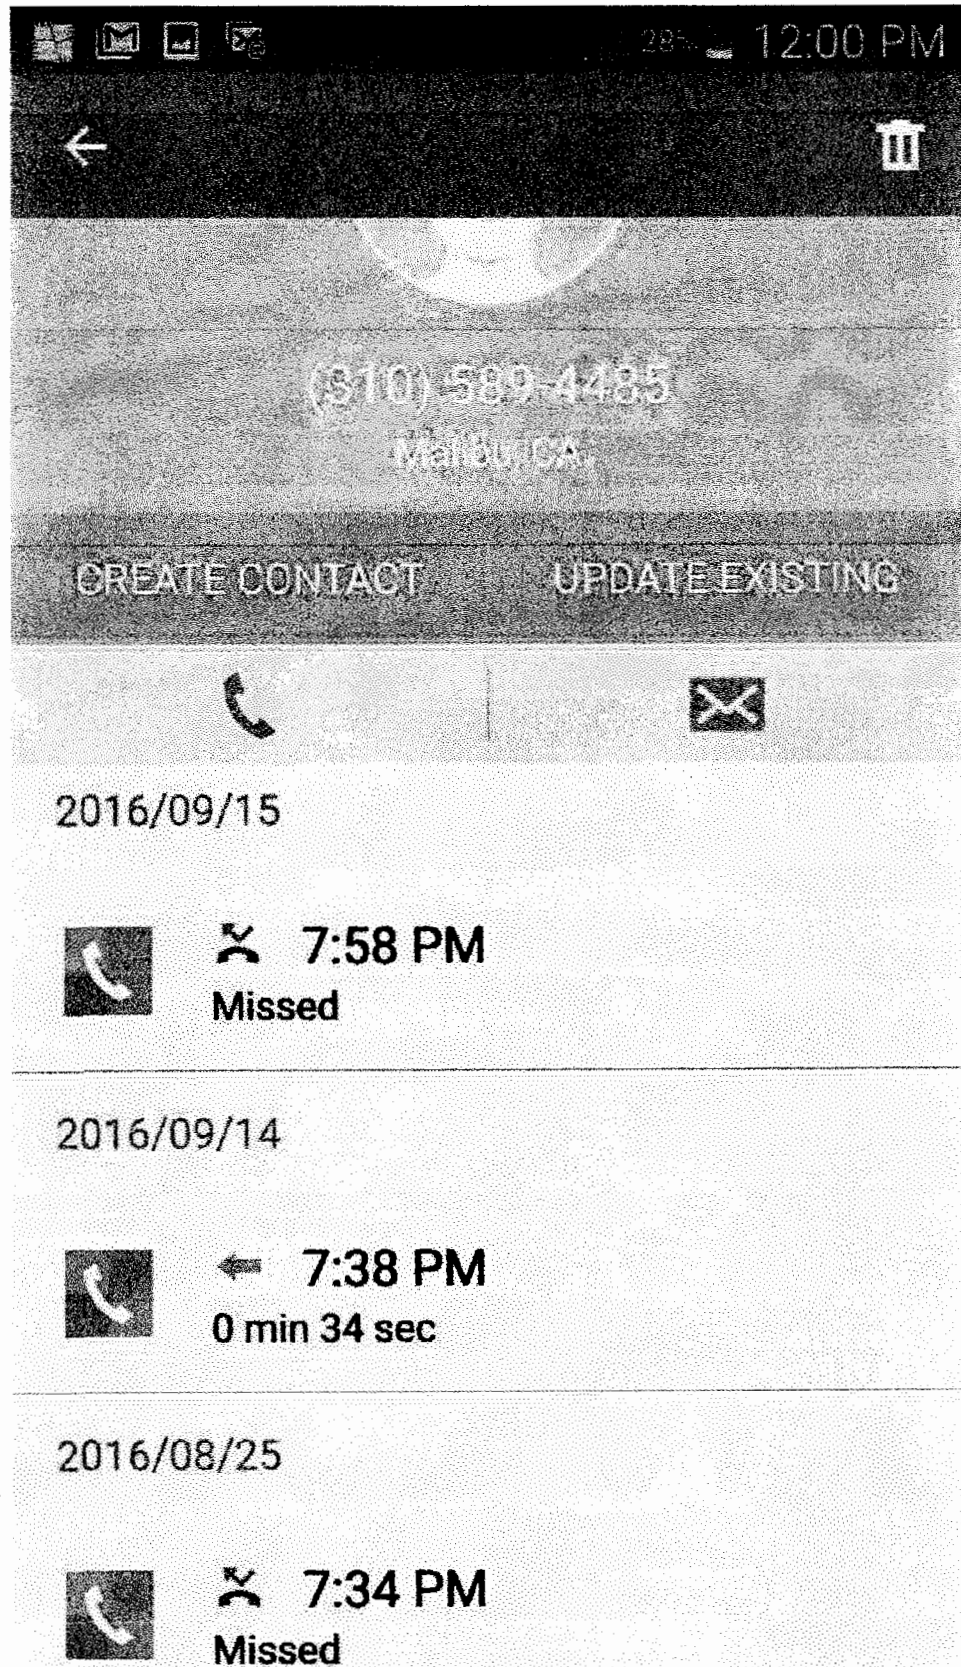 28% 12:00 PM
(310) 589-4485
Malibu, CA
CREATE CONTACT UPDATE EXISTING
2016/09/15
7:58 PM
Missed
2016/09/14
7:38 PM
0 min 34 sec
2016/08/25
7:34 PM
Missed